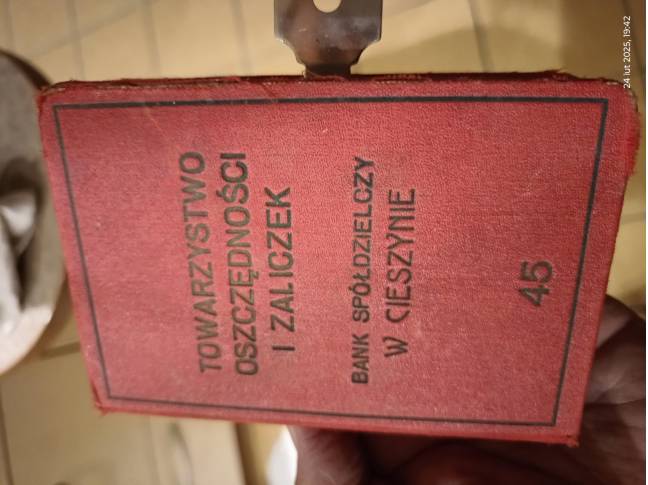 TOWARZYSTWO
OSZCZĘDNOŚCI
I ZALICZEK
BANK SPÓŁDZIELCZY
W CIESZYNIE
45
24 lut 2025, 19:42